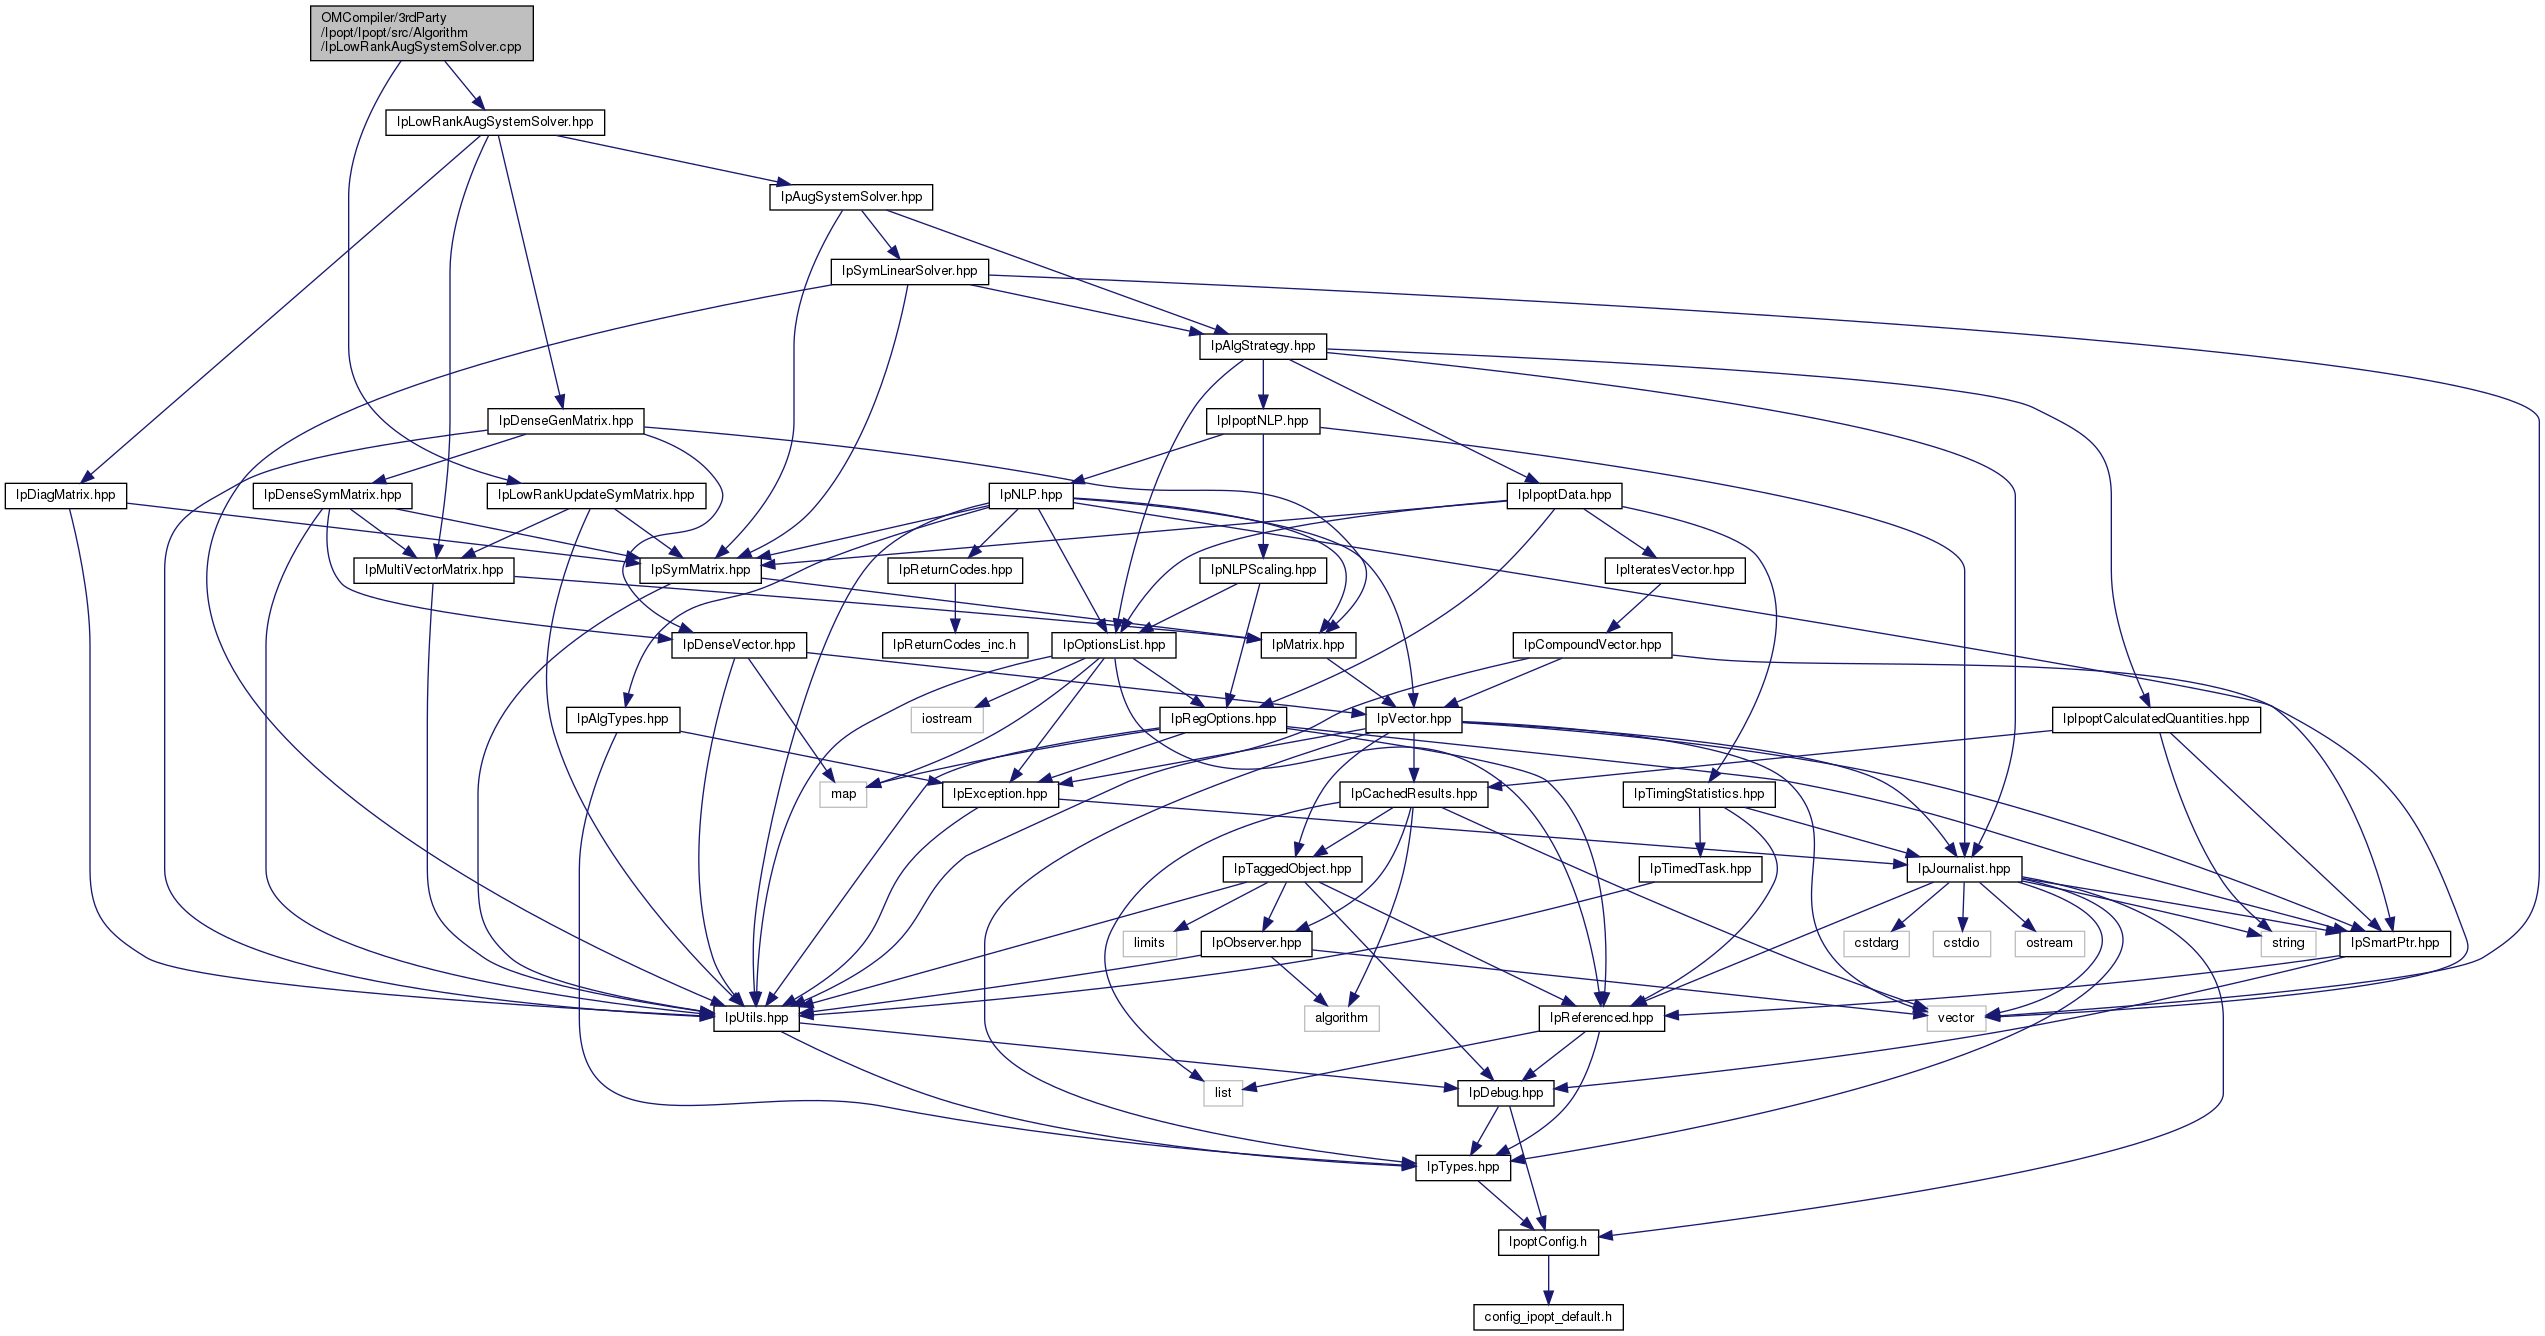 OMCompiler/3rdParty
/Ipopt/Ipopt/src/Algorithm
/IpLowRankAugSystemSolver.cpp
IpLowRankAugSystemSolver.hpp
IpAugSystemSolver.hpp
IpSymLinearSolver.hpp
IpAlgStrategy.hpp
IpDenseGenMatrix.hpp
IpIpoptNLP.hpp
IpDiagMatrix.hpp
IpDenseSymMatrix.hpp
IpLowRankUpdateSymMatrix.hpp
IpNLP.hpp
IpIpoptData.hpp
IpMultiVectorMatrix.hpp
IpSymMatrix.hpp
IpReturnCodes.hpp
IpNLPScaling.hpp
IpIteratesVector.hpp
IpDenseVector.hpp
IpReturnCodes_inc.h
IpOptionsList.hpp
IpMatrix.hpp
IpCompoundVector.hpp
IpAlgTypes.hpp
iostream
IpRegOptions.hpp
IpVector.hpp
IpIpoptCalculatedQuantities.hpp
map
IpException.hpp
IpCachedResults.hpp
IpTimingStatistics.hpp
IpTaggedObject.hpp
IpTimedTask.hpp
IpJournalist.hpp
limits
IpObserver.hpp
cstdarg
cstdio
ostream
string
IpSmartPtr.hpp
IpUtils.hpp
algorithm
IpReferenced.hpp
vector
list
IpDebug.hpp
IpTypes.hpp
IpoptConfig.h
config_ipopt_default.h